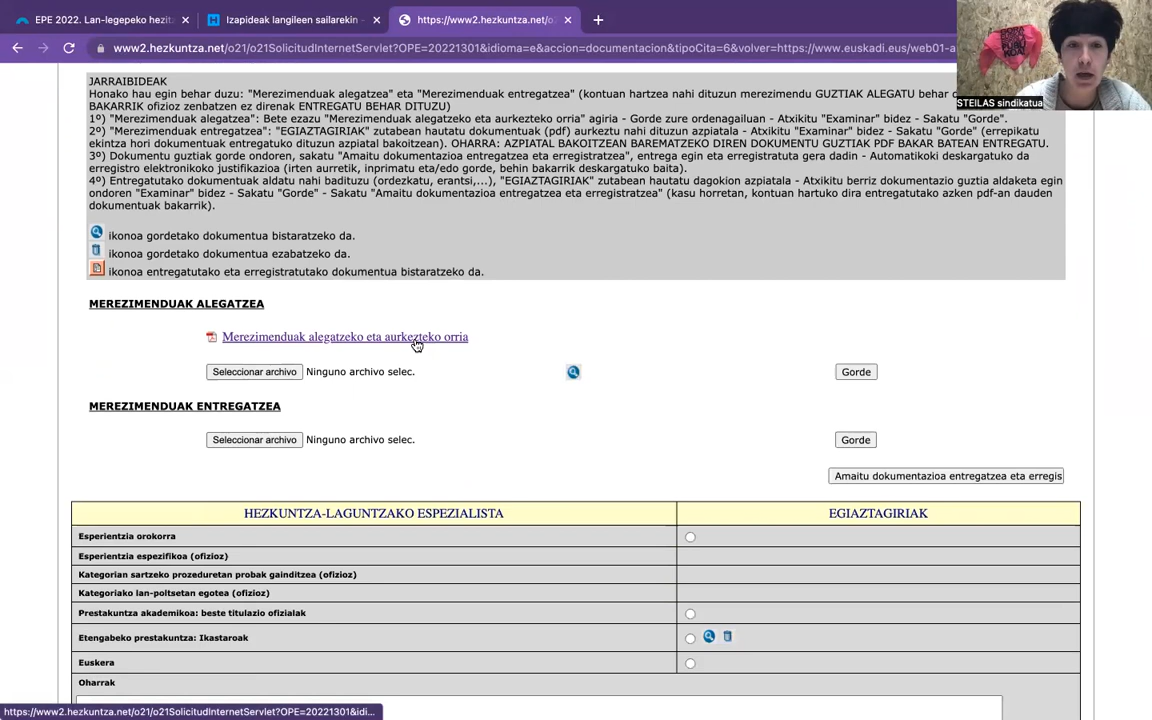 EPE 2022. Lan-legepeko hezit
Izapideak langileen sailarekin -
https://www2.hezkuntza.net/o2
www2.hezkuntza.net/o21/o21SolicitudInternetServlet?OPE=20221301&idioma=e&accion=documentacion&tipoCita=6&volver=https://www.euskadi.eus/web01-a
STEILAS sindikatua
JARRAIBIDEAK
Honako hau egin behar duzu: "Merezimenduak alegatzea" eta "Merezimenduak entregatzea" (kontuan hartzea nahi dituzun merezimendu GUZTIAK ALEGATU behar
BAKARRIK ofizioz zenbatzen ez direnak ENTREGATU BEHAR DITUZU)
1º) "Merezimenduak alegatzea": Bete ezazu "Merezimenduak alegatzeko eta aurkezteko orria" agiria - Gorde zure ordenagailuan - Atxikitu "Examinar" bidez - Sakatu "Gorde".
2º) "Merezimenduak entregatzea": "EGIAZTAGIRIAK" zutabean hautatu dokumentuak (pdf) aurkeztu nahi dituzun azpiatala - Atxikitu "Examinar" bidez - Sakatu "Gorde" (errepikatu
ekintza hori dokumentuak entregatuko dituzun azpiatal bakoitzean). OHARRA: AZPIATAL BAKOITZEAN BAREMATZEKO DIREN DOKUMENTU GUZTIAK PDF BAKAR BATEAN ENTREGATU.
3º) Dokumentu guztiak gorde ondoren, sakatu "Amaitu dokumentazioa entregatzea eta erregistratzea", entrega egin eta erregistratuta gera dadin - Automatikoki deskargatuko da
erregistro elektronikoko justifikazioa (irten aurretik, inprimatu eta/edo gorde, behin bakarrik deskargatuko baita).
4º) Entregatutako dokumentuak aldatu nahi badituzu (ordezkatu, erantsi,...), "EGIAZTAGIRIAK" zutabean hautatu dagokion azpiatala - Atxikitu berriz dokumentazio guztia aldaketa egin
ondoren "Examinar" bidez - Sakatu "Gorde" - Sakatu "Amaitu dokumentazioa entregatzea eta erregistratzea" (kasu horretan, kontuan hartuko dira entregatutako azken pdf-an dauden
dokumentuak bakarrik).
ikonoa gordetako dokumentua bistaratzeko da.
ikonoa gordetako dokumentua ezabatzeko da.
ikonoa entregatutako eta erregistratutako dokumentua bistaratzeko da.
MEREZIMENDUAK ALEGATZEA
Merezimenduak alegatzeko eta aurkezteko orria
Seleccionar archivo Ninguno archivo selec. Gorde
MEREZIMENDUAK ENTREGATZEA
Seleccionar archivo Ninguno archivo selec. Gorde
Amaitu dokumentazioa entregatzea eta erregis
HEZKUNTZA-LAGUNTZAKO ESPEZIALISTA EGIAZTAGIRIAK
Esperientzia orokorra
Esperientzia espezifikoa (ofizioz)
Kategorian sartzeko prozeduretan probak gainditzea (ofizioz)
Kategoriako lan-poltsetan egotea (ofizioz)
Prestakuntza akademikoa: beste titulazio ofizialak
Etengabeko prestakuntza: Ikastaroak
Euskera
Oharrak
https://www2.hezkuntza.net/o21/o21SolicitudInternetServlet?OPE=20221301&idi...